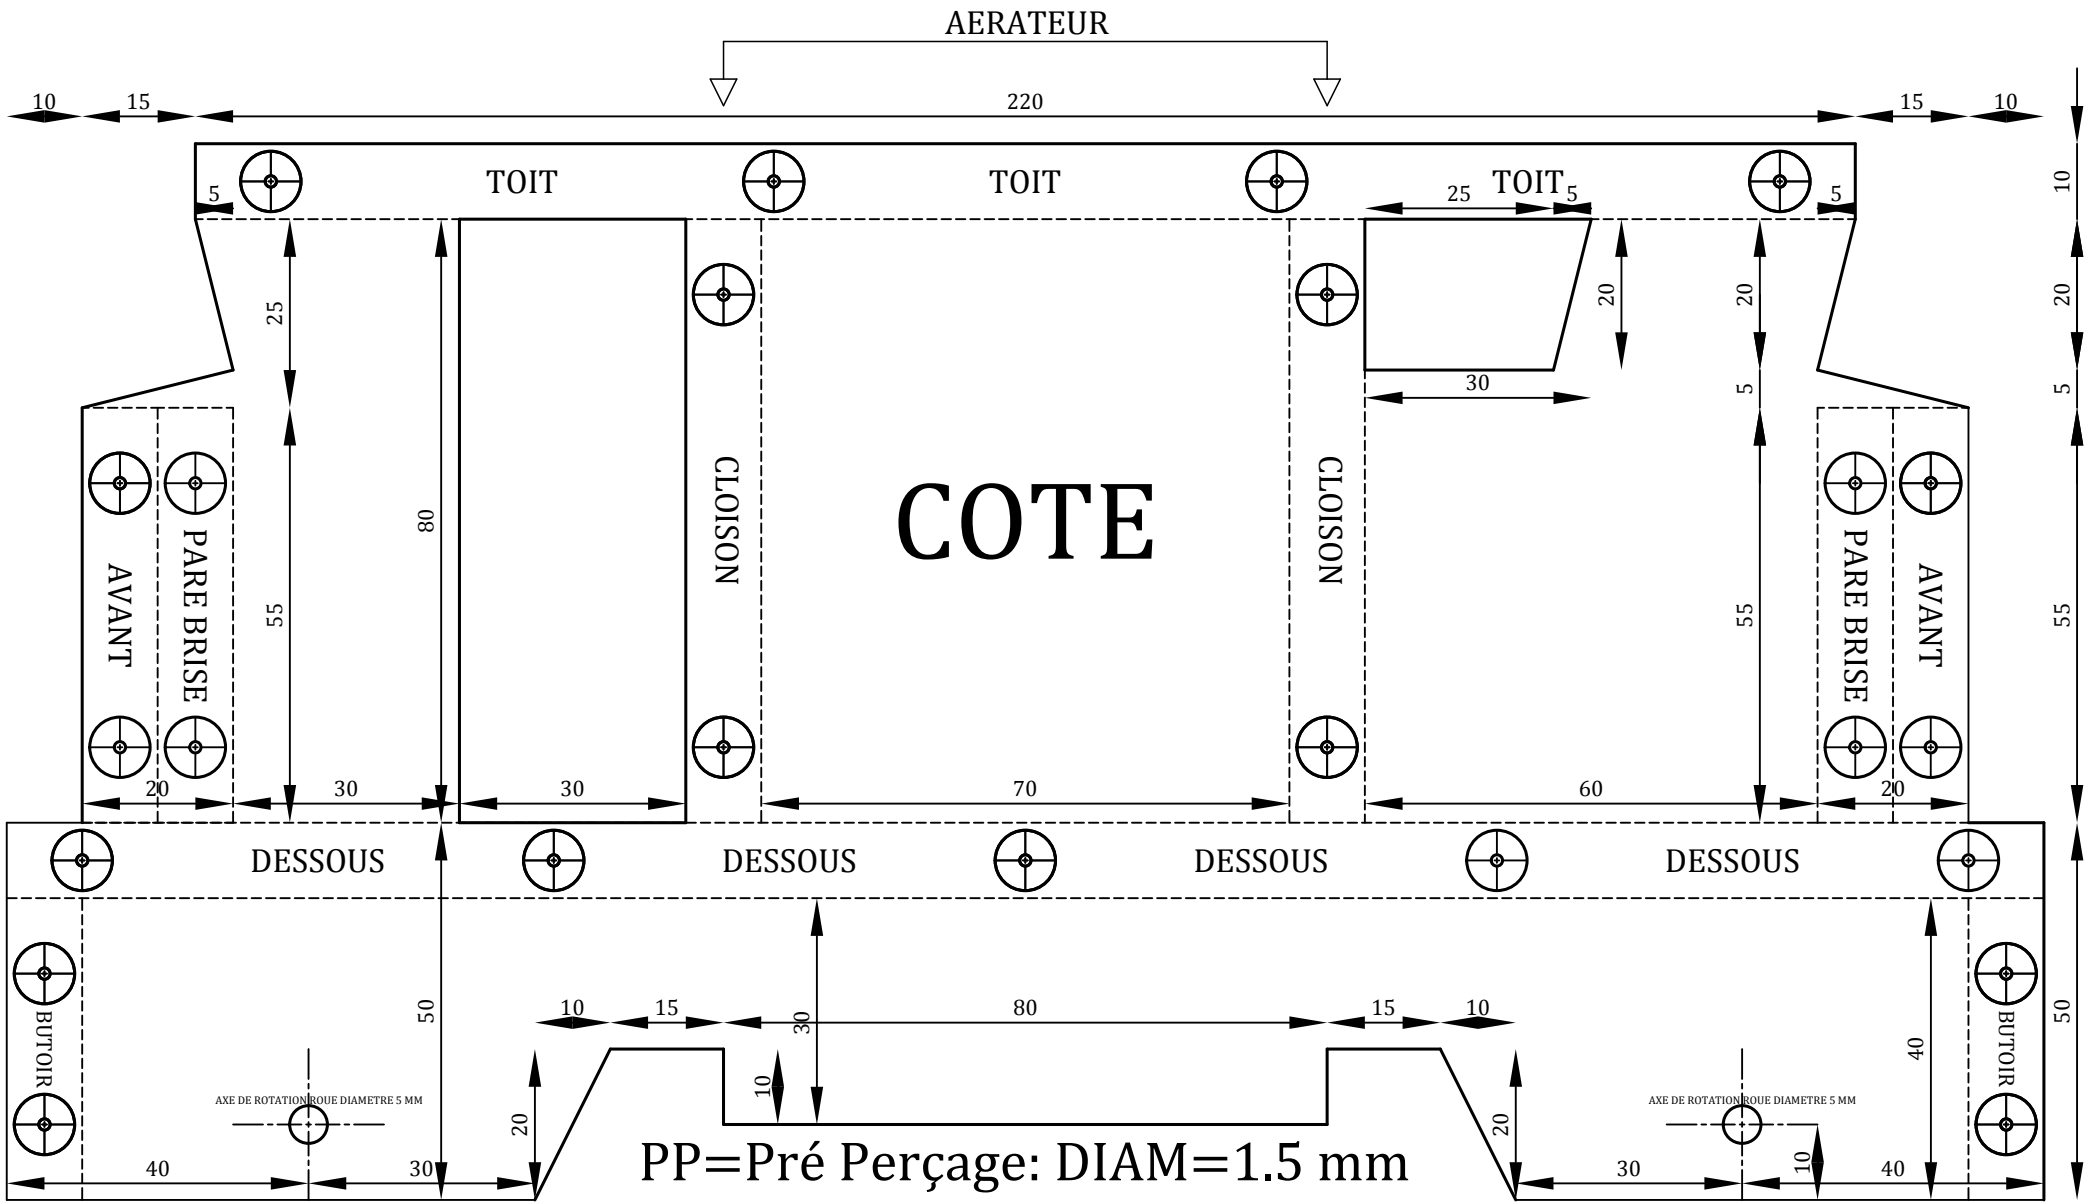 AERATEUR
10 15 220 15 10
TOIT TOIT TOIT
5 25 5 5 10
25 20 20 20
30 5 5
COTE
CLOISON CLOISON
80
AVANT PARE BRISE PARE BRISE AVANT
55 55 55
20 30 30 70 60 20
DESSOUS DESSOUS DESSOUS DESSOUS
50 10 15 30 80 15 10 40 50
BUTOIR BUTOIR
AXE DE ROTATION ROUE DIAMETRE 5 MM AXE DE ROTATION ROUE DIAMETRE 5 MM
20 10 20 10
40 30 30 40
PP=Pré Perçage: DIAM=1.5 mm